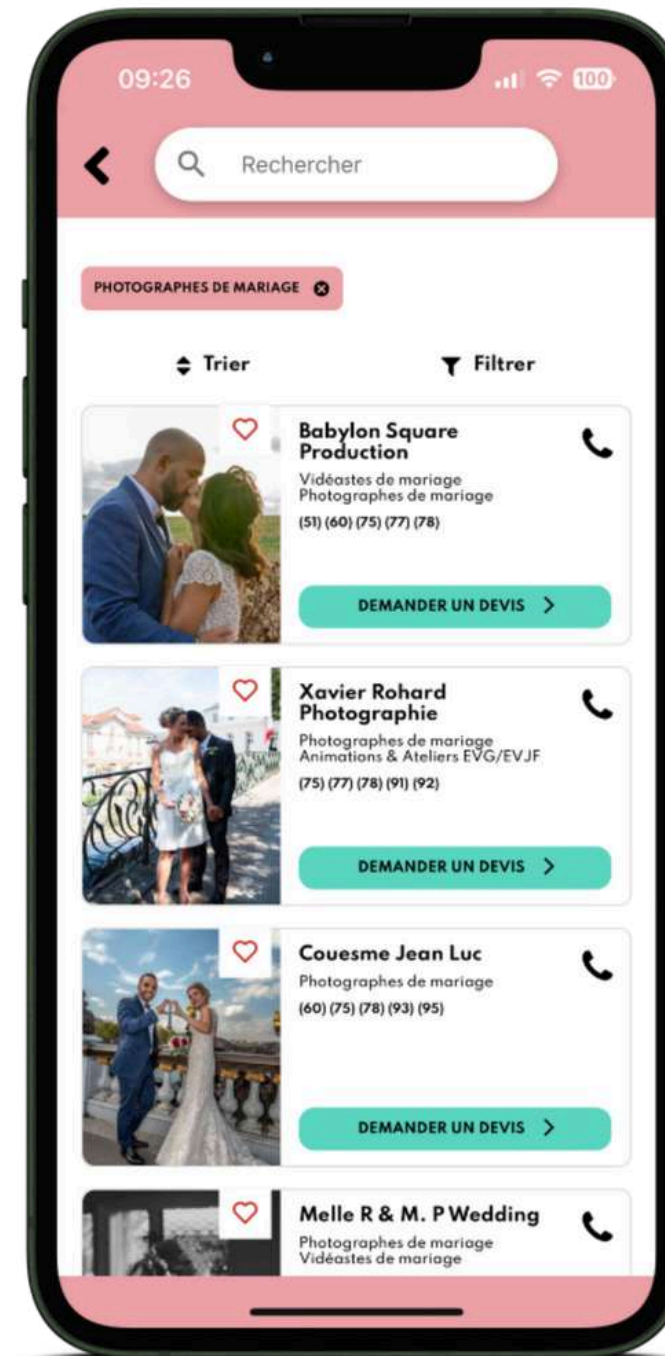 09:26
100
Rechercher
PHOTOGRAPHES DE MARIAGE
Trier
Filtrer
Babylon Square
Production
Vidéastes de mariage
Photographes de mariage
(51) (60) (75) (77) (78)
DEMANDER UN DEVIS
Xavier Rohard
Photographie
Photographes de mariage
Animations & Ateliers EVG/EVJF
(75) (77) (78) (91) (92)
DEMANDER UN DEVIS
Couesme Jean Luc
Photographes de mariage
(60) (75) (78) (93) (95)
DEMANDER UN DEVIS
Melle R & M. P Wedding
Photographes de mariage
Vidéastes de mariage